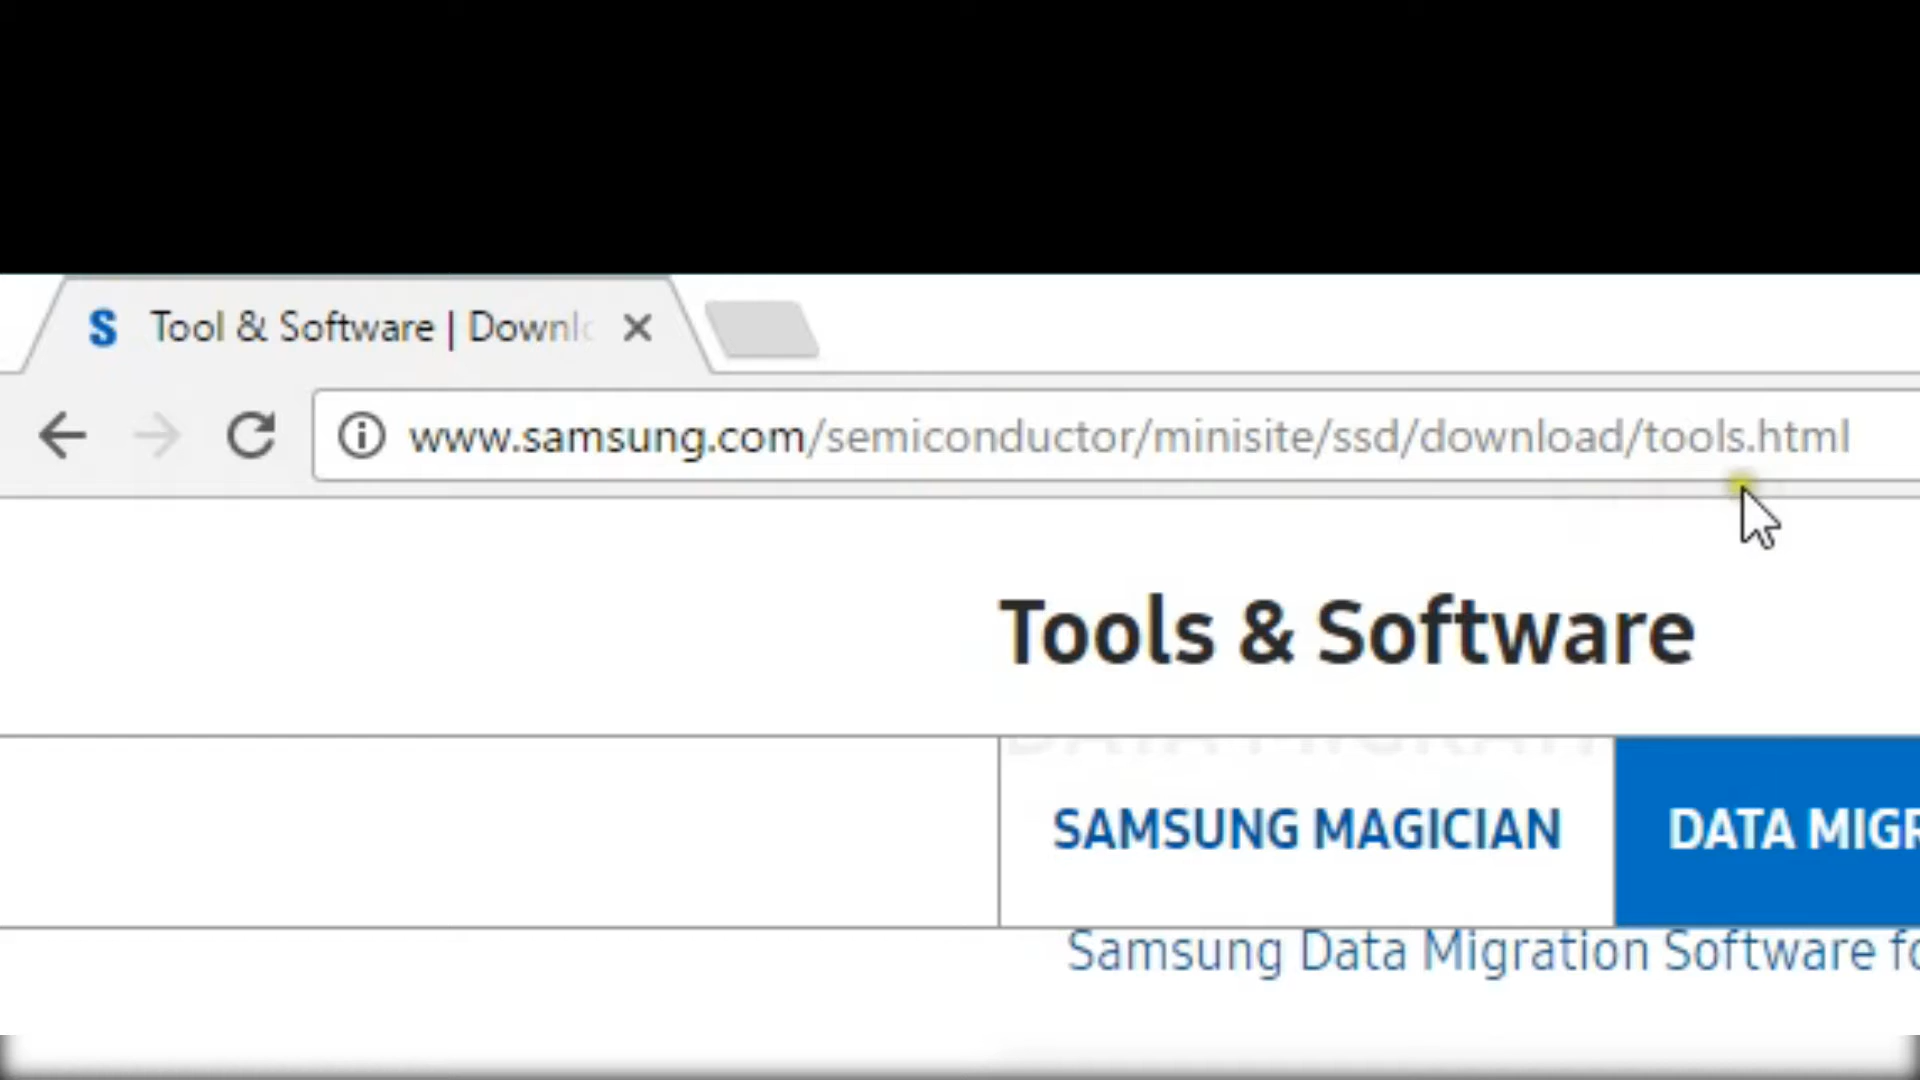 S Tool & Software | Downl
www.samsung.com/semiconductor/minisite/ssd/download/tools.html
Tools & Software
SAMSUNG MAGICIAN
DATA MIGR
Samsung Data Migration Software fo